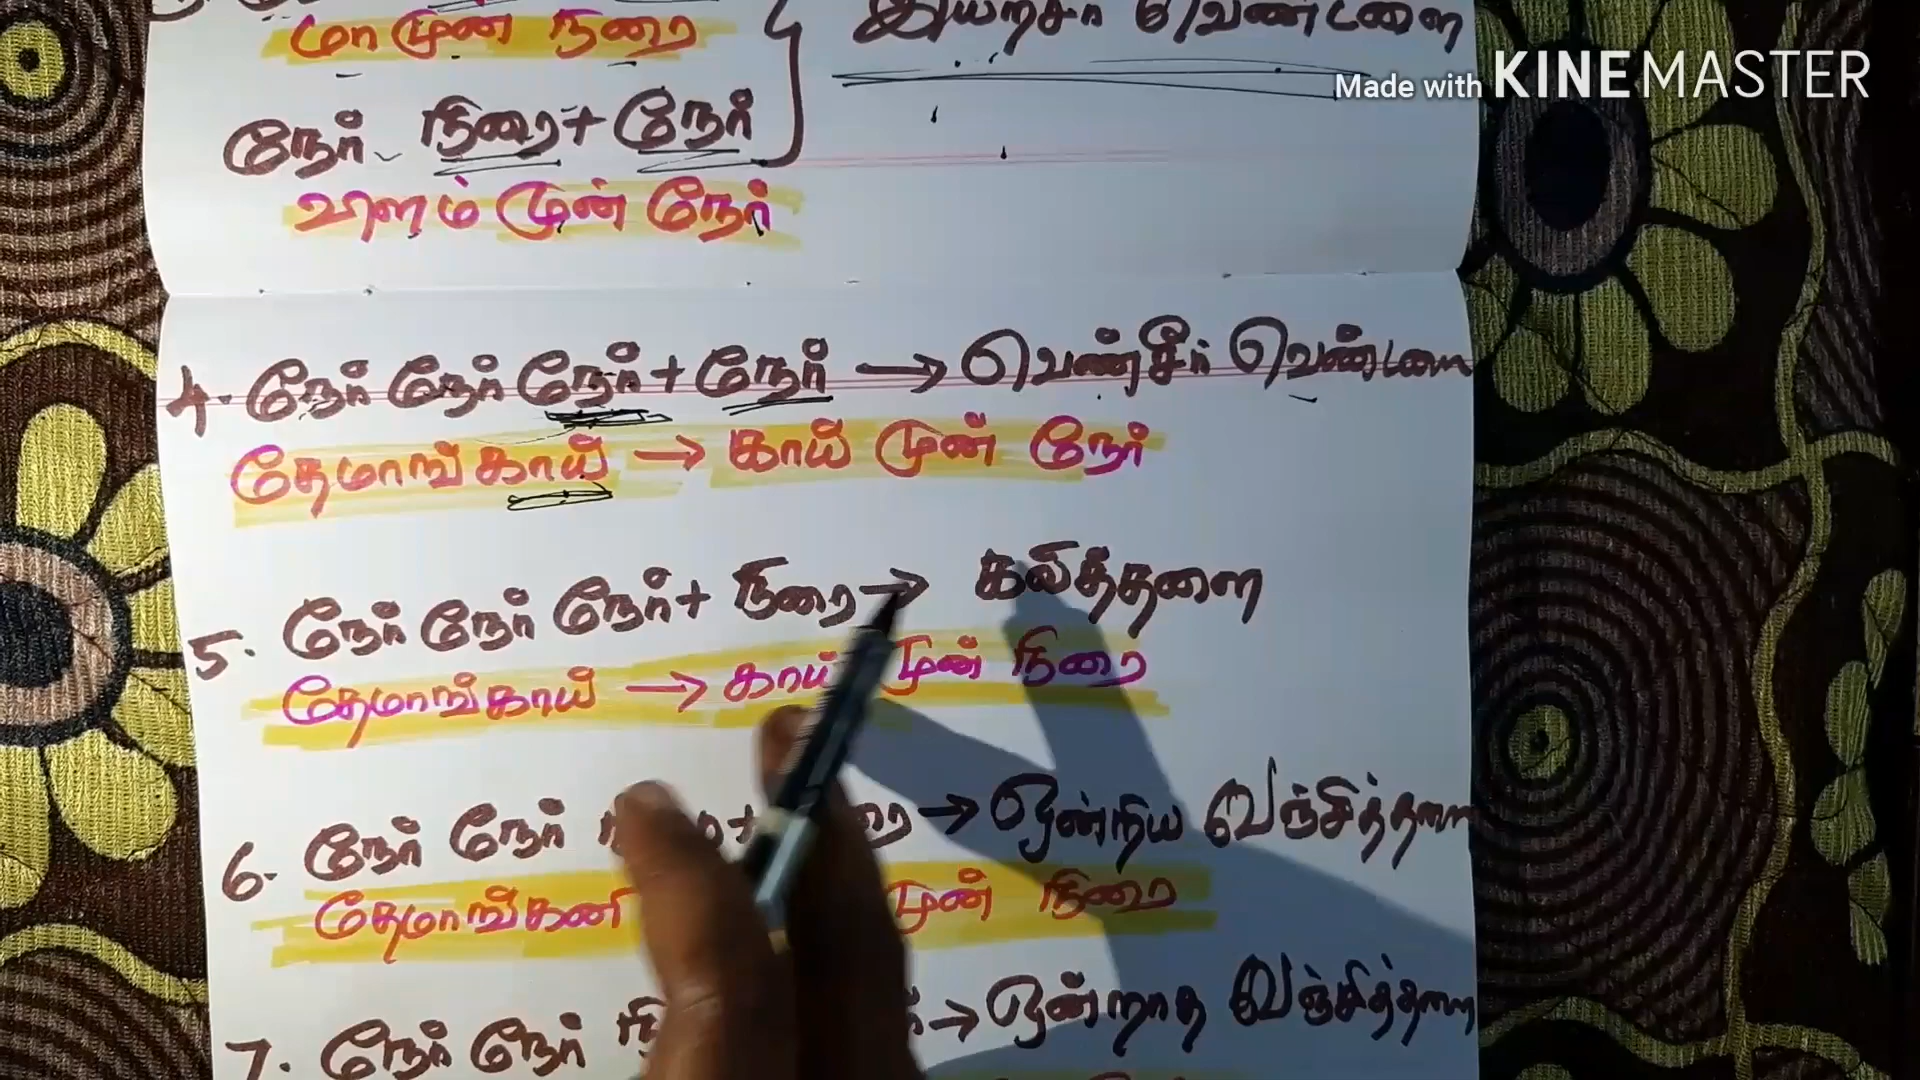 மா முன் நிரை
இயற்சீர் வெண்டளை
Made with KINEMASTER
நேர் நிரை + நேர்
விளம் முன் நேர்
4. நேர் நேர் நேர் + நேர் → வெண்சீர் வெண்டளை
தேமாங்காய் → காய் முன் நேர்
5. நேர் நேர் நேர் + நிரை → கலித்தளை
தேமாங்காய் → காய் முன் நிரை
6. நேர் நேர் → ஒன்றிய வஞ்சித்தளை
தேமாங்கனி முன் நிரை
7. நேர் நேர் → ஒன்றாத வஞ்சித்தளை